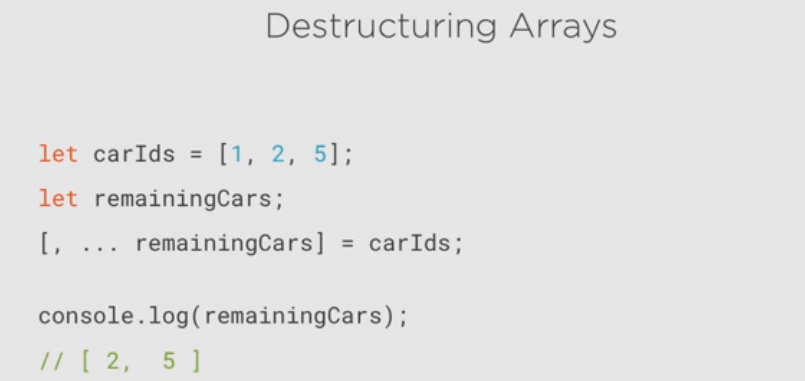 Destructuring Arrays
let carIds = [1, 2, 5];
let remainingCars;
[, ... remainingCars] = carIds;
console.log(remainingCars);
// [ 2, 5 ]